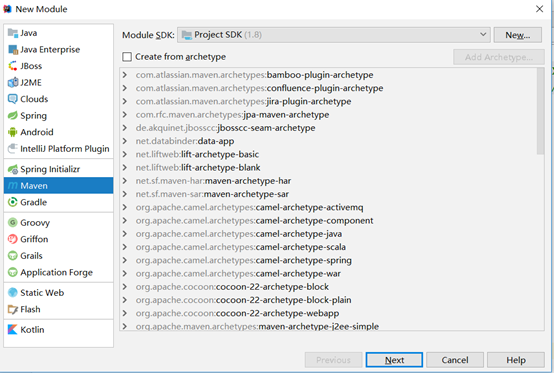 New Module
Java
Java Enterprise
JBoss
J2ME
Clouds
Spring
Android
IntelliJ Platform Plugin
Spring Initializr
Maven
Gradle
Groovy
Griffon
Grails
Application Forge
Static Web
Flash
Kotlin
Module SDK: Project SDK (1.8) New...
Create from archetype Add Archetype...
com.atlassian.maven.archetypes:bamboo-plugin-archetype
com.atlassian.maven.archetypes:confluence-plugin-archetype
com.atlassian.maven.archetypes:jira-plugin-archetype
com.rfc.maven.archetypes:jpa-maven-archetype
de.akquinet.jbosscc:jbosscc-seam-archetype
net.databinder:data-app
net.liftweb:lift-archetype-basic
net.liftweb:lift-archetype-blank
net.sf.maven-har:maven-archetype-har
net.sf.maven-sar:maven-archetype-sar
org.apache.camel.archetypes:camel-archetype-activemq
org.apache.camel.archetypes:camel-archetype-component
org.apache.camel.archetypes:camel-archetype-java
org.apache.camel.archetypes:camel-archetype-scala
org.apache.camel.archetypes:camel-archetype-spring
org.apache.camel.archetypes:camel-archetype-war
org.apache.cocoon:cocoon-22-archetype-block
org.apache.cocoon:cocoon-22-archetype-block-plain
org.apache.cocoon:cocoon-22-archetype-webapp
org.apache.maven.archetypes:maven-archetype-j2ee-simple
Previous Next Cancel Help